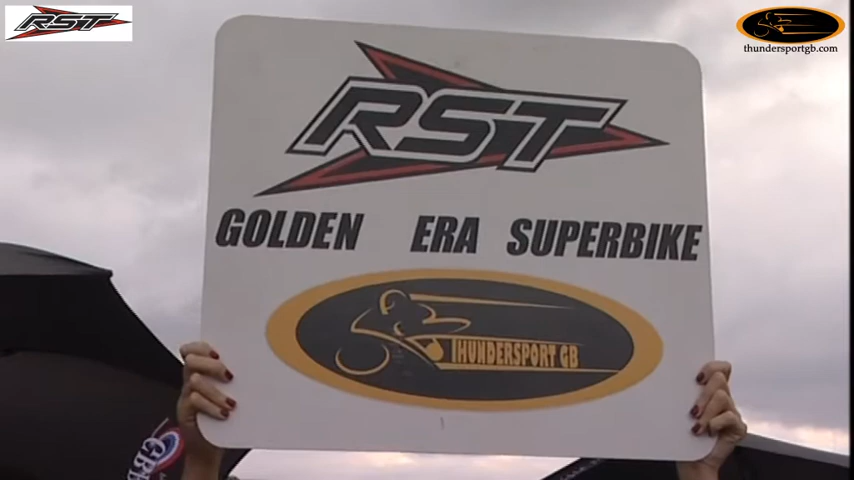 RST
thundersportgb.com
RST
GOLDEN ERA SUPERBIKE
THUNDERSPORT GB